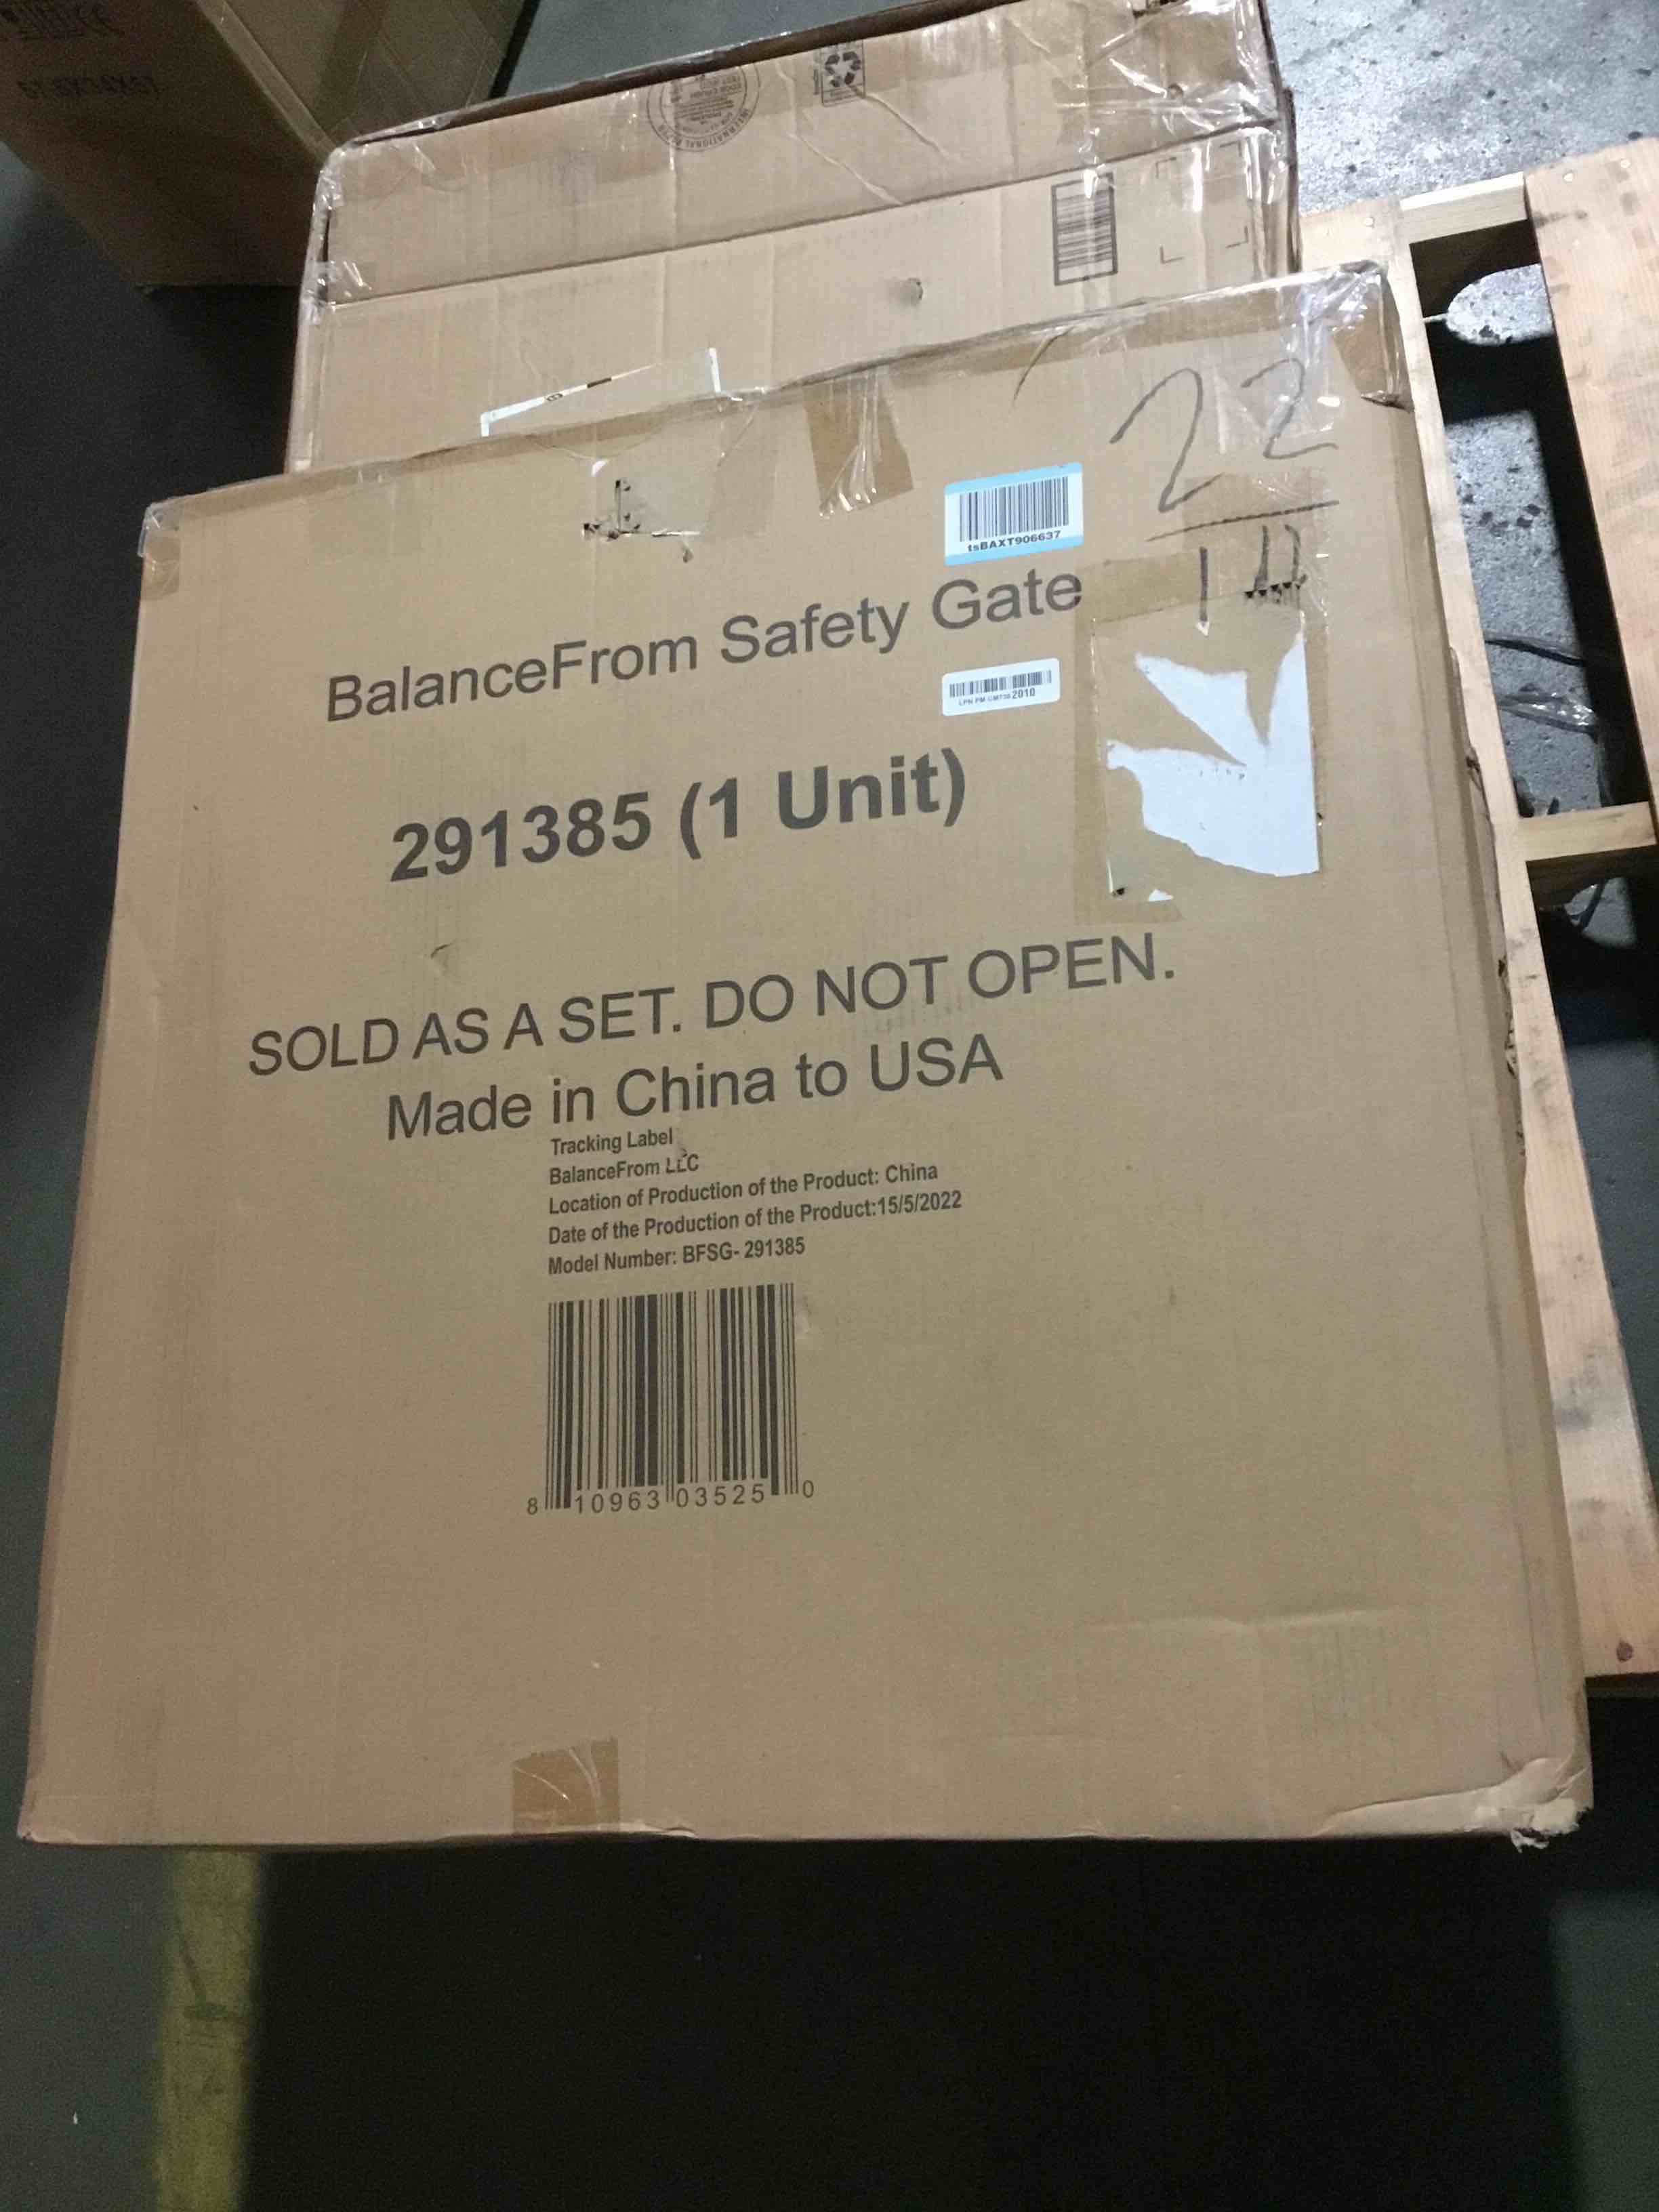 tsBAXT906637
22
BalanceFrom Safety Gate
2010
291385 (1 Unit)
SOLD AS A SET. DO NOT OPEN.
Made in China to USA
Tracking Label
BalanceFrom LLC
Location of Production of the Product: China
Date of the Production of the Product:15/5/2022
Model Number: BFSG- 291385
8 10963 03525 0